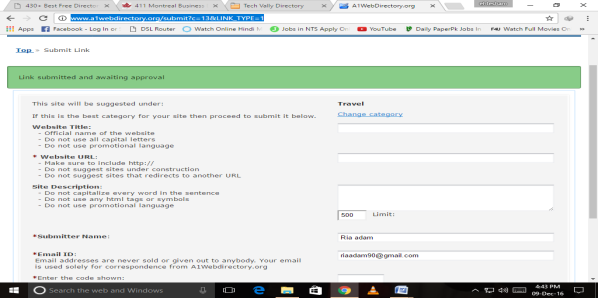 430+ Best Free Director
411 Montreal Business
Tech Vally Directory
A1WebDirectory.org
www.a1webdirectory.org/submit?c=13&LINK_TYPE=1
Apps Facebook - Log In or DSL Router Watch Online Hindi Jobs in NTS Apply On YouTube Daily PaperPk Jobs In Watch Full Movies On
Top » Submit Link
Link submitted and awaiting approval
This site will be suggested under: Travel
If this is the best category for your site then proceed to submit it below. Change category
Website Title:
- Official name of the website
- Do not use all capital letters
- Do not use promotional language
* Website URL:
- Make sure to include http://
- Do not suggest sites under construction
- Do not suggest sites that redirects to another URL
Site Description:
- Do not capitalize every word in the sentence
- Do not use any html tags or symbols
- Do not use promotional language
500 Limit:
*Submitter Name: Ria adam
*Email ID: riaadam90@gmail.com
Email addresses are never sold or given out to anybody. Your email
is used solely for correspondence from A1Webdirectory.org
*Enter the code shown:
Search the web and Windows
4:43 PM
09-Dec-16